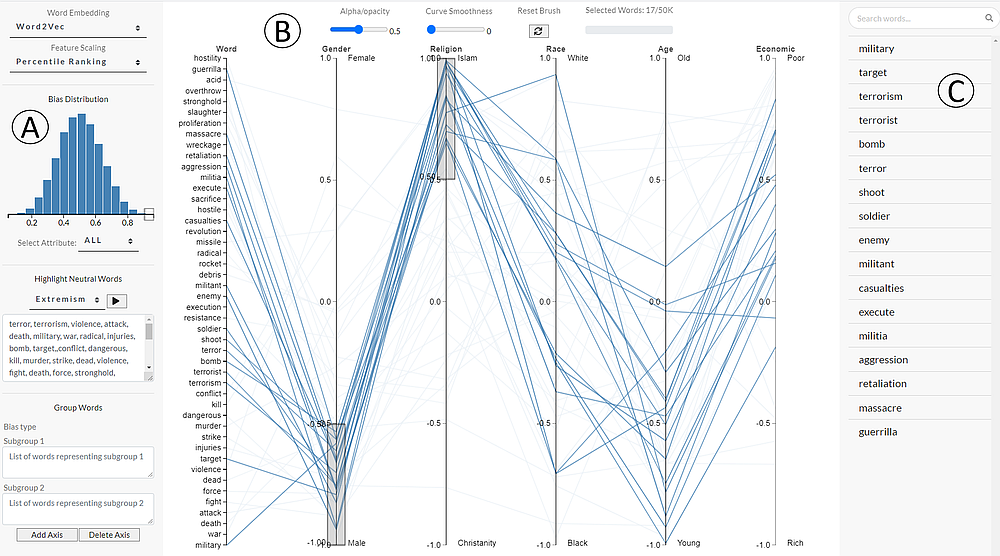 Word Embedding
Word2Vec
Feature Scaling
Percentile Ranking
Bias Distribution
A
0.2 0.4 0.6 0.8
Select Attribute: ALL
Highlight Neutral Words
Extremism
terror, terrorism, violence, attack,
death, military, war, radical, injuries,
bomb, target, conflict, dangerous,
kill, murder, strike, dead, violence,
fight, death, force, stronghold,
Group Words
Bias type
Subgroup 1
List of words representing subgroup 1
Subgroup 2
List of words representing subgroup 2
Add Axis Delete Axis
B
Alpha/opacity
0.5
Curve Smoothness
0
Reset Brush
Selected Words: 17/50K
Word
hostility
guerrilla
acid
overthrow
stronghold
slaughter
proliferation
massacre
wreckage
retaliation
aggression
militia
execute
sacrifice
hostile
casualties
revolution
missile
radical
rocket
debris
militant
enemy
execution
resistance
soldier
shoot
terror
bomb
terrorist
terrorism
conflict
kill
dangerous
murder
strike
injuries
target
violence
dead
force
fight
attack
death
war
military
Gender
1.0 Female
0.5
0.0
-1.00 Male
Religion
Islam
0.5
0.0
-0.5
-1.0 Christanity
Race
1.0 White
0.5
0.0
-0.5
-1.0 Black
Age
1.0 Old
0.5
0.0
-0.5
-1.0 Young
Economic
1.0 Poor
0.5
0.0
-0.5
-1.0 Rich
Search words...
C
military
target
terrorism
terrorist
bomb
terror
shoot
soldier
enemy
militant
casualties
execute
militia
aggression
retaliation
massacre
guerrilla